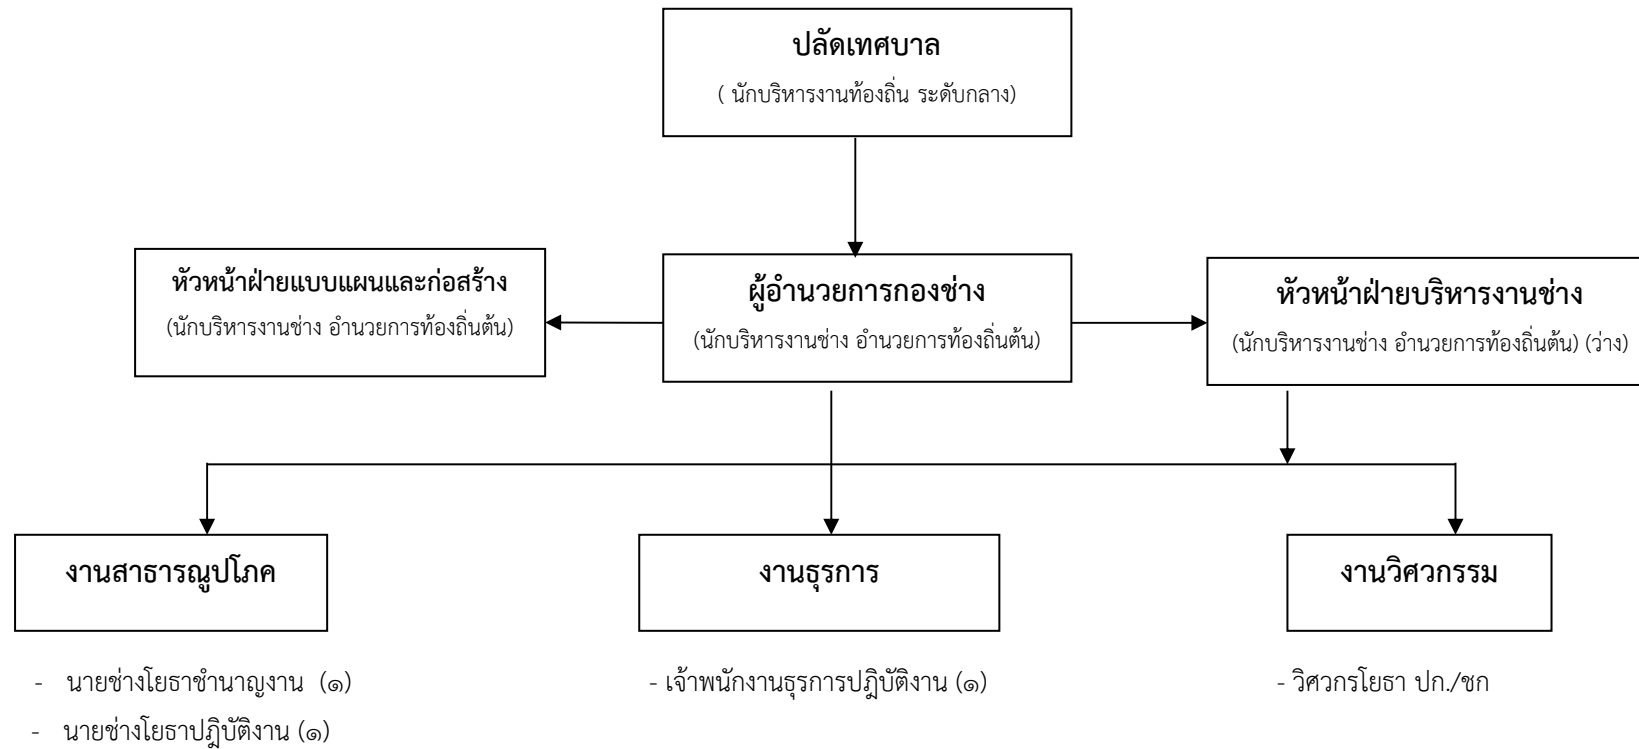 ปลัดเทศบาล
( นักบริหารงานท้องถิ่น ระดับกลาง)
หัวหน้าฝ่ายแบบแผนและก่อสร้าง
(นักบริหารงานช่าง อำนวยการท้องถิ่นต้น)
ผู้อำนวยการกองช่าง
(นักบริหารงานช่าง อำนวยการท้องถิ่นต้น)
หัวหน้าฝ่ายบริหารงานช่าง
(นักบริหารงานช่าง อำนวยการท้องถิ่นต้น) (ว่าง)
งานสาธารณูปโภค
งานธุรการ
งานวิศวกรรม
- นายช่างโยธาชำนาญงาน (๑)
- นายช่างโยธาปฎิบัติงาน (๑)
- เจ้าพนักงานธุรการปฎิบัติงาน (๑)
- วิศวกรโยธา ปก./ชก